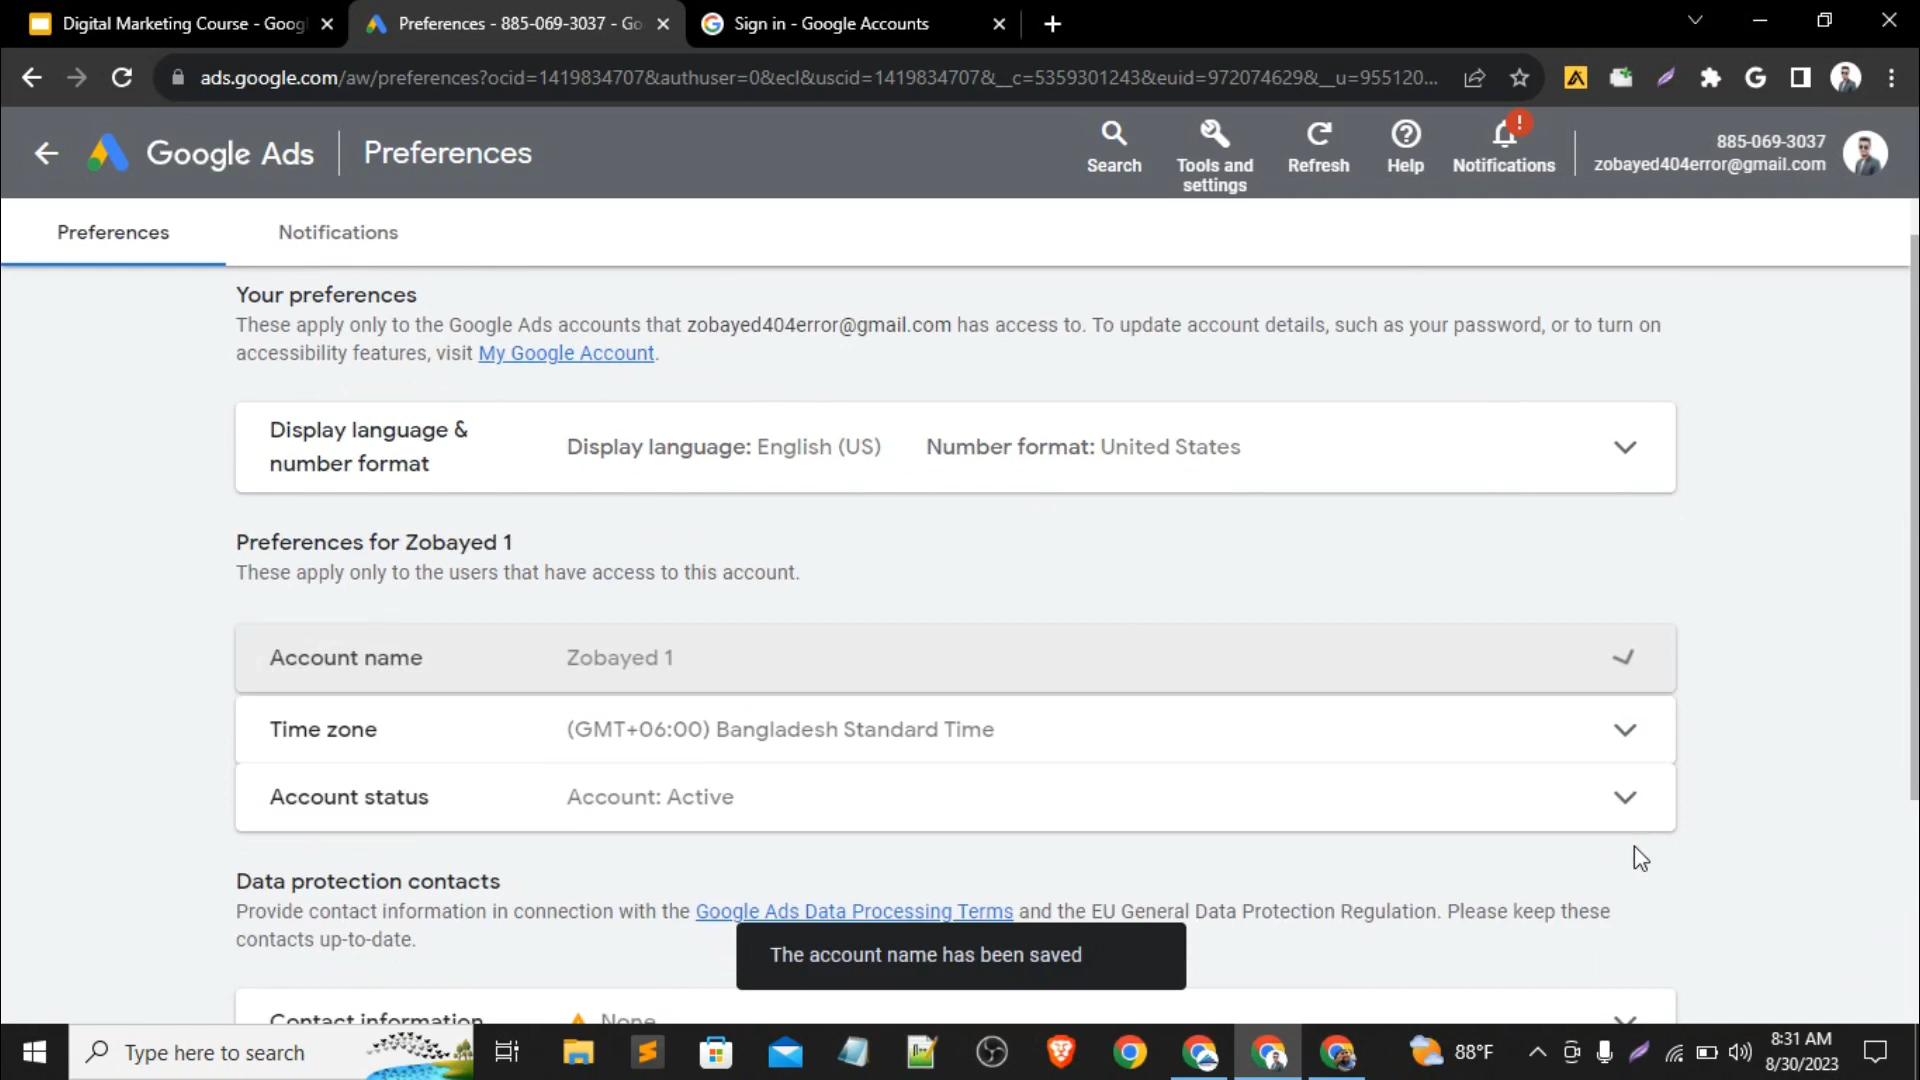 Digital Marketing Course - Goog
Preferences - 885-069-3037 - Go
Sign in - Google Accounts
ads.google.com/aw/preferences?ocid=1419834707&authuser=0&ecl&uscid=1419834707&__c=5359301243&euid=972074629&__u=955120...
Google Ads
Preferences
Search
Tools and
settings
Refresh
Help
Notifications
885-069-3037
zobayed404error@gmail.com
Preferences
Notifications
Your preferences
These apply only to the Google Ads accounts that zobayed404error@gmail.com has access to. To update account details, such as your password, or to turn on
accessibility features, visit My Google Account.
Display language &
number format
Display language: English (US)
Number format: United States
Preferences for Zobayed 1
These apply only to the users that have access to this account.
Account name
Zobayed 1
Time zone
(GMT+06:00) Bangladesh Standard Time
Account status
Account: Active
Data protection contacts
Provide contact information in connection with the Google Ads Data Processing Terms and the EU General Data Protection Regulation. Please keep these
contacts up-to-date.
The account name has been saved
Contact information
None
Type here to search
88°F
8:31 AM
8/30/2023